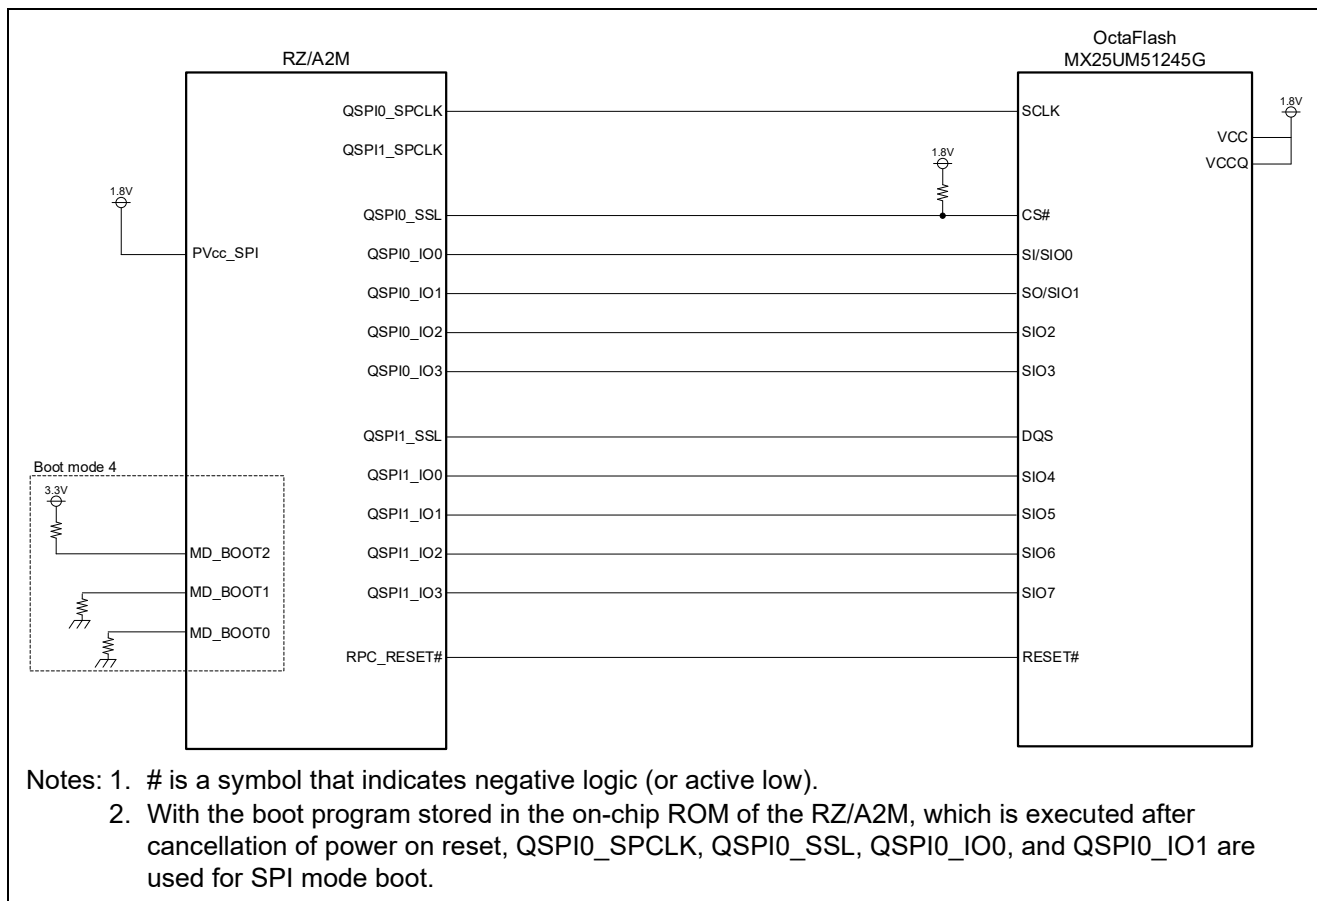 RZ/A2M
OctaFlash
MX25UM51245G
QSPI0_SPCLK
SCLK
1.8V
VCC
QSPI1_SPCLK
1.8V
VCCQ
1.8V
QSPI0_SSL
CS#
PVcc_SPI
QSPI0_IO0
SI/SIO0
QSPI0_IO1
SO/SIO1
QSPI0_IO2
SIO2
QSPI0_IO3
SIO3
QSPI1_SSL
DQS
Boot mode 4
QSPI1_IO0
SIO4
3.3V
QSPI1_IO1
SIO5
MD_BOOT2
QSPI1_IO2
SIO6
MD_BOOT1
QSPI1_IO3
SIO7
MD_BOOT0
RPC_RESET#
RESET#
Notes: 1. # is a symbol that indicates negative logic (or active low).
2. With the boot program stored in the on-chip ROM of the RZ/A2M, which is executed after
cancellation of power on reset, QSPI0_SPCLK, QSPI0_SSL, QSPI0_IO0, and QSPI0_IO1 are
used for SPI mode boot.